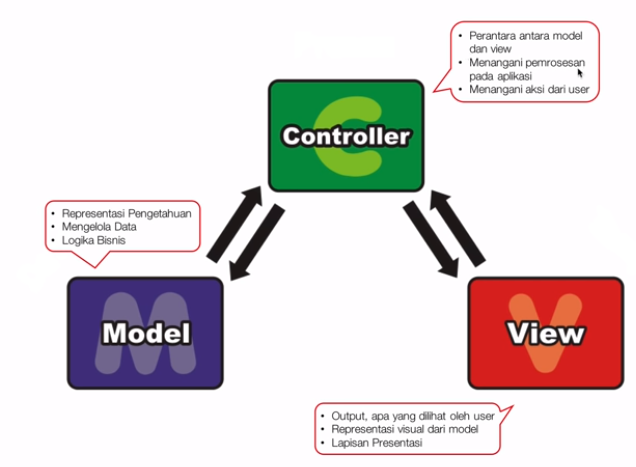 • Perantara antara model
dan view
• Menangani pemrosesan
pada aplikasi
• Menangani aksi dari user
C
Controller
• Representasi Pengetahuan
• Mengelola Data
• Logika Bisnis
M
Model
V
View
• Output, apa yang dilihat oleh user
• Representasi visual dari model
• Lapisan Presentasi